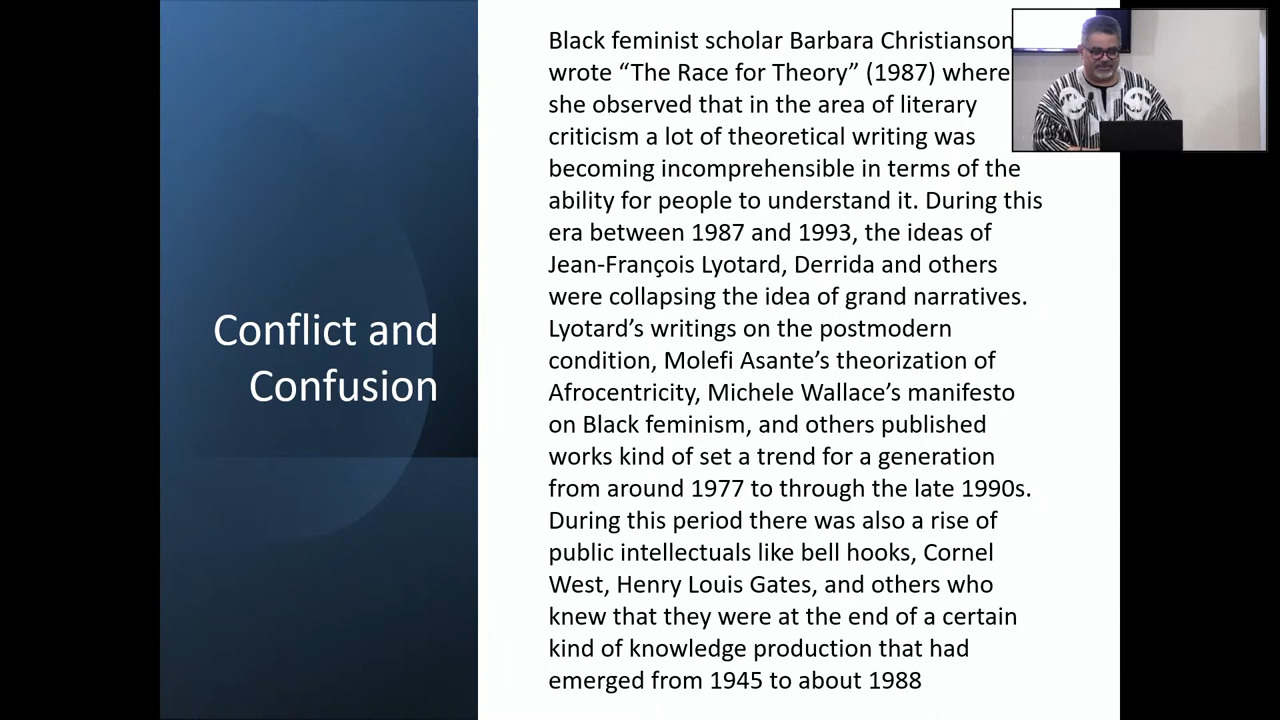 Conflict and
Confusion
Black feminist scholar Barbara Christianson
wrote “The Race for Theory” (1987) where
she observed that in the area of literary
criticism a lot of theoretical writing was
becoming incomprehensible in terms of the
ability for people to understand it. During this
era between 1987 and 1993, the ideas of
Jean-François Lyotard, Derrida and others
were collapsing the idea of grand narratives.
Lyotard’s writings on the postmodern
condition, Molefi Asante’s theorization of
Afrocentricity, Michele Wallace’s manifesto
on Black feminism, and others published
works kind of set a trend for a generation
from around 1977 to through the late 1990s.
During this period there was also a rise of
public intellectuals like bell hooks, Cornel
West, Henry Louis Gates, and others who
knew that they were at the end of a certain
kind of knowledge production that had
emerged from 1945 to about 1988